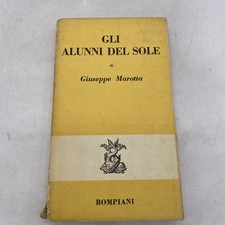 GLI
ALUNNI DEL SOLE
di
Giuseppe Marotta
BOMPIANI